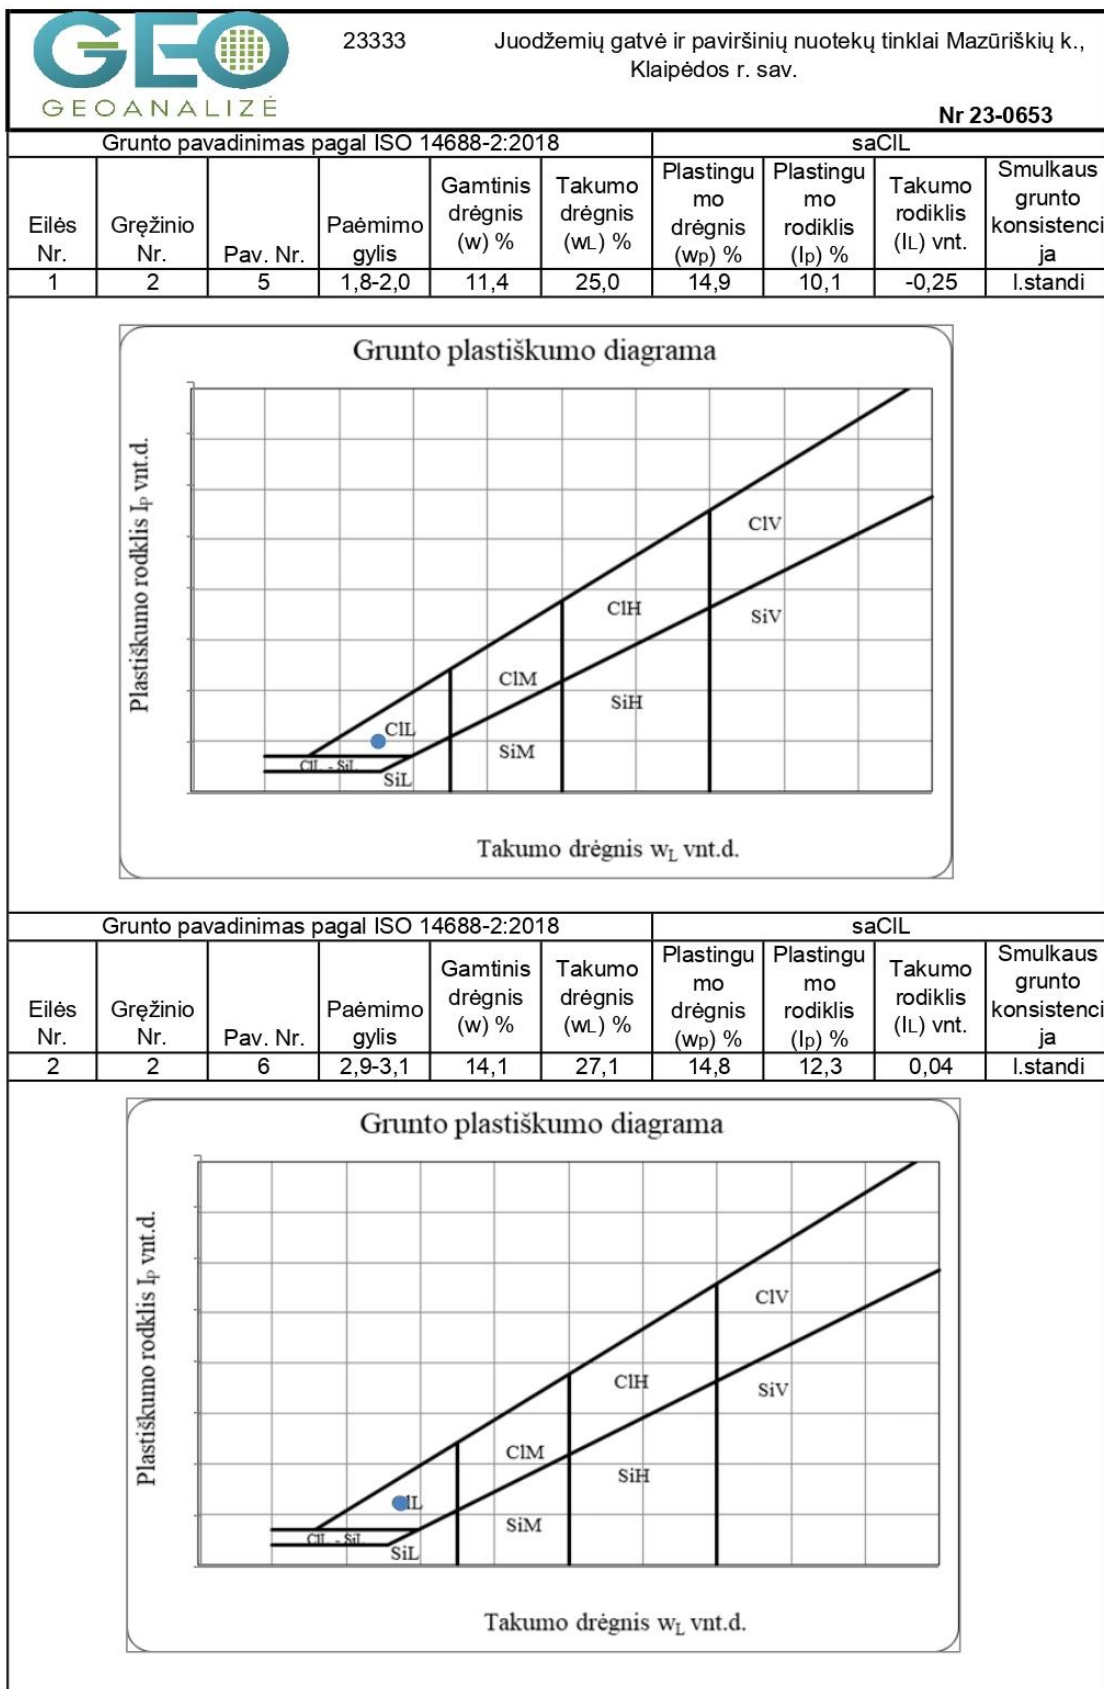 GEO
GEOANALIZĖ
23333
Juodžemių gatvė ir paviršinių nuotekų tinklai Mazūriškių k.,
Klaipėdos r. sav.
Nr 23-0653
Grunto pavadinimas pagal ISO 14688-2:2018 saClL
Eilės Nr. Gręžinio Nr. Pav. Nr. Paėmimo gylis Gamtinis drėgnis (w) % Takumo drėgnis (wL) % Plastingu mo drėgnis (wp) % Plastingu mo rodiklis (Ip) % Takumo rodiklis (IL) vnt. Smulkaus grunto konsistenci ja
1 2 5 1,8-2,0 11,4 25,0 14,9 10,1 -0,25 l.standi
Grunto plastiškumo diagrama
Plastiškumo rodklis Ip vnt.d.
ClV
ClH
SiV
ClM
SiH
ClL
SiM
ClL - SiL
SiL
Takumo drėgnis wL vnt.d.
Grunto pavadinimas pagal ISO 14688-2:2018 saClL
Eilės Nr. Gręžinio Nr. Pav. Nr. Paėmimo gylis Gamtinis drėgnis (w) % Takumo drėgnis (wL) % Plastingu mo drėgnis (wp) % Plastingu mo rodiklis (Ip) % Takumo rodiklis (IL) vnt. Smulkaus grunto konsistenci ja
2 2 6 2,9-3,1 14,1 27,1 14,8 12,3 0,04 l.standi
Grunto plastiškumo diagrama
Plastiškumo rodklis Ip vnt.d.
ClV
ClH
SiV
ClM
SiH
ClL
SiM
ClL - SiL
SiL
Takumo drėgnis wL vnt.d.